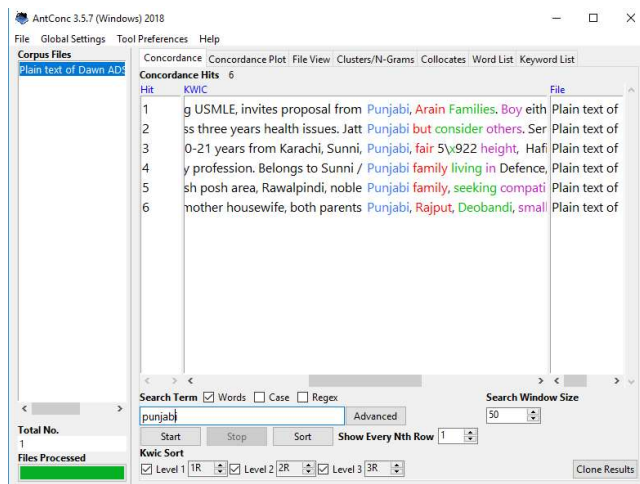 AntConc 3.5.7 (Windows) 2018
File Global Settings Tool Preferences Help
Corpus Files
Plain text of Dawn ADS
Concordance Concordance Plot File View Clusters/N-Grams Collocates Word List Keyword List
Concordance Hits 6
Hit KWIC File
1 g USMLE, invites proposal from Punjabi, Arain Families. Boy eith Plain text of
2 ss three years health issues. Jatt Punjabi but consider others. Ser Plain text of
3 0-21 years from Karachi, Sunni, Punjabi, fair 5\x922 height, Hafi Plain text of
4 y profession. Belongs to Sunni / Punjabi family living in Defence, Plain text of
5 sh posh area, Rawalpindi, noble Punjabi family, seeking compati Plain text of
6 mother housewife, both parents Punjabi, Rajput, Deobandi, small Plain text of
Search Term Words Case Regex Search Window Size
punjabi Advanced 50
Total No.
1
Start Stop Sort Show Every Nth Row 1
Files Processed
Kwic Sort
Level 1 1R Level 2 2R Level 3 3R Clone Results